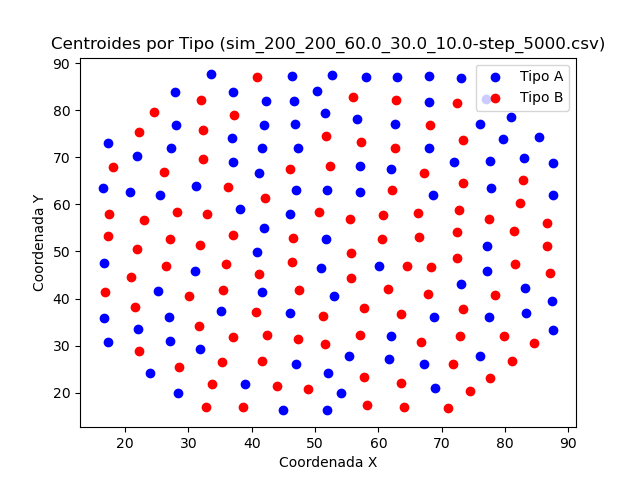 Centroides por Tipo (sim_200_200_60.0_30.0_10.0-step_5000.csv)
Tipo A
Tipo B
90
80
70
60
50
40
30
20
Coordenada Y
20 30 40 50 60 70 80 90
Coordenada X